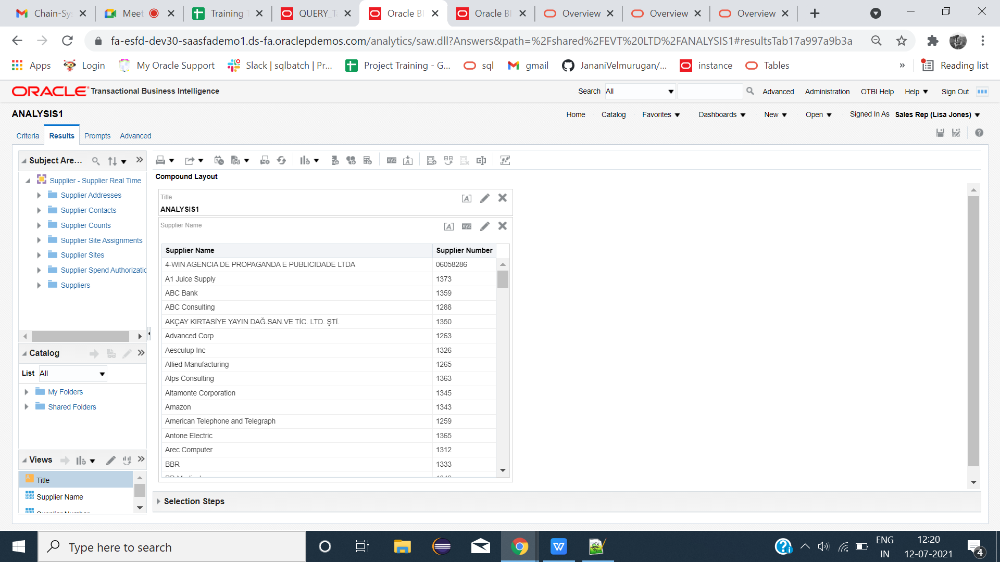 Chain-Sy
Meet
Training T
QUERY_T
Oracle BI
Oracle BI
Overview
Overview
Overview
fa-esfd-dev30-saasfademo1.ds-fa.oraclepdemos.com/analytics/saw.dll?Answers&path=%2Fshared%2FEVT%20LTD%2FANALYSIS1#resultsTab17a997a9b3a
Apps
Login
My Oracle Support
Slack | sqlbatch | Pr...
Project Training - G...
sql
gmail
JananiVelmurugan/...
instance
Tables
»
Reading list
ORACLE Transactional Business Intelligence
Search All
Advanced
Administration
OTBI Help
Help
Sign Out
ANALYSIS1
Home
Catalog
Favorites
Dashboards
New
Open
Signed In As Sales Rep (Lisa Jones)
Criteria
Results
Prompts
Advanced
Subject Are...
Supplier - Supplier Real Time
Supplier Addresses
Supplier Contacts
Supplier Counts
Supplier Site Assignments
Supplier Sites
Supplier Spend Authorizatio
Suppliers
Catalog
List All
My Folders
Shared Folders
Views
Title
Supplier Name
Supplier Number
Compound Layout
Title
ANALYSIS1
Supplier Name
Supplier Name Supplier Number
4-WIN AGENCIA DE PROPAGANDA E PUBLICIDADE LTDA 06058286
A1 Juice Supply 1373
ABC Bank 1359
ABC Consulting 1288
AKÇAY KIRTASİYE YAYIN DAĞ.SAN.VE TİC. LTD. ŞTİ. 1350
Advanced Corp 1263
Aesculup Inc 1326
Allied Manufacturing 1265
Alps Consulting 1363
Altamonte Corporation 1345
Amazon 1343
American Telephone and Telegraph 1259
Antone Electric 1365
Arec Computer 1312
BBR 1333
Selection Steps
Type here to search
ENG
IN
12:20
12-07-2021
4